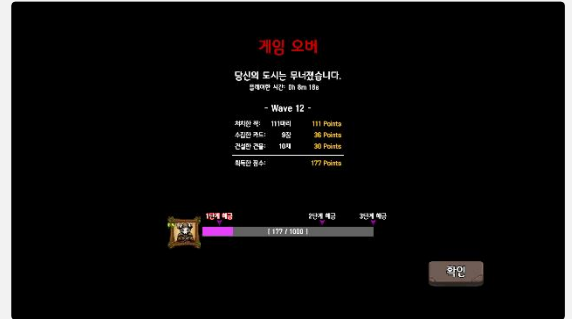 게임 오버
당신의 도시는 무너졌습니다.
플레이한 시간: 0h 8m 18s
- Wave 12 -
처치한 적: 111마리 111 Points
수집한 카드: 9장 36 Points
건설한 건물: 10채 30 Points
획득한 점수: 177 Points
1단계 해금 2단계 해금 3단계 해금
[ 177 / 1000 ]
확인